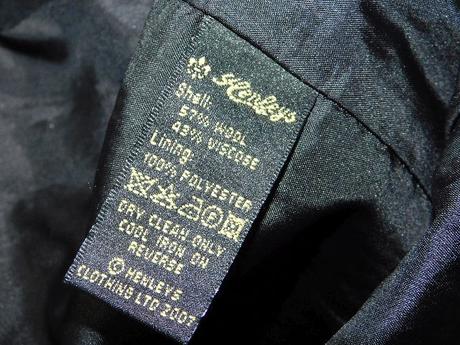 Henleys
Shell:
57% WOOL
43% VISCOSE
Lining:
100% POLYESTER
DRY CLEAN ONLY
COOL IRON ON
REVERSE
© HENLEYS
CLOTHING LTD 2007